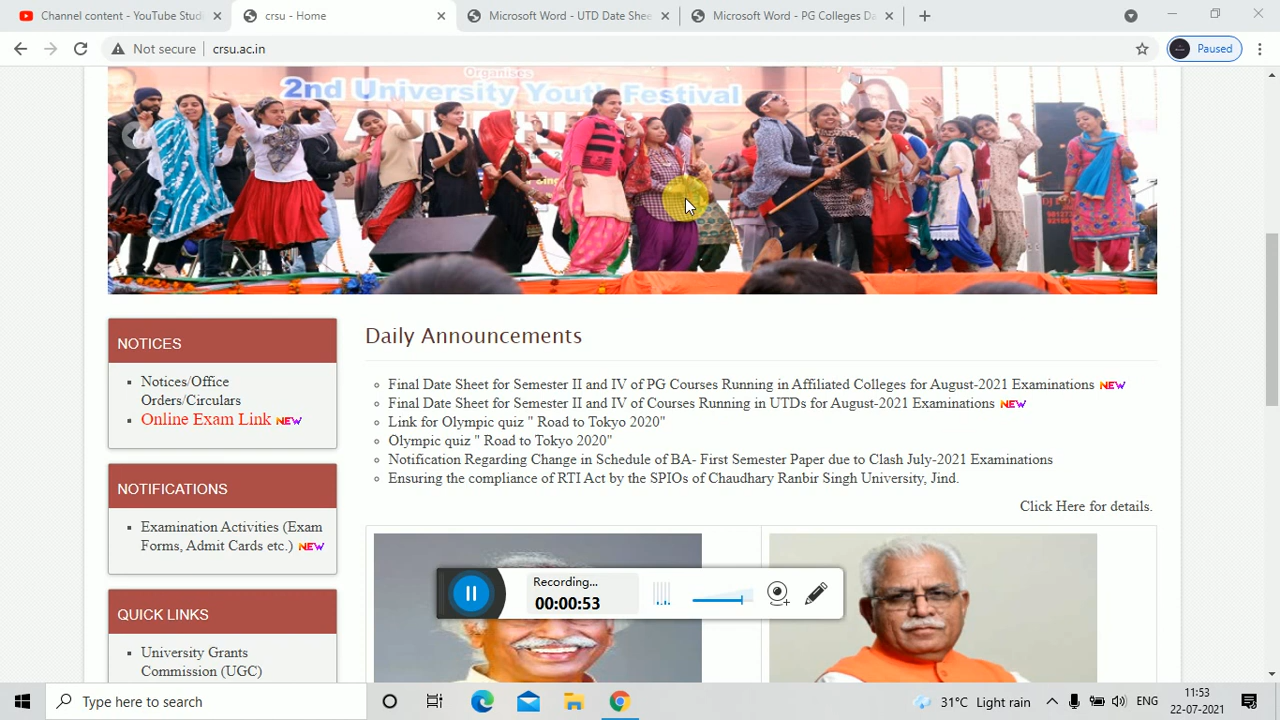 Channel content - YouTube Studi
crsu - Home
Microsoft Word - UTD Date Shee
Microsoft Word - PG Colleges Da
Not secure
crsu.ac.in
Paused
Organises
2nd University Youth Festival
NOTICES
Notices/Office
Orders/Circulars
Online Exam Link NEW
NOTIFICATIONS
Examination Activities (Exam
Forms, Admit Cards etc.) NEW
QUICK LINKS
University Grants
Commission (UGC)
Daily Announcements
Final Date Sheet for Semester II and IV of PG Courses Running in Affiliated Colleges for August-2021 Examinations NEW
Final Date Sheet for Semester II and IV of Courses Running in UTDs for August-2021 Examinations NEW
Link for Olympic quiz " Road to Tokyo 2020"
Olympic quiz " Road to Tokyo 2020"
Notification Regarding Change in Schedule of BA- First Semester Paper due to Clash July-2021 Examinations
Ensuring the compliance of RTI Act by the SPIOs of Chaudhary Ranbir Singh University, Jind.
Click Here for details.
Recording...
00:00:53
Type here to search
31°C Light rain
ENG
11:53
22-07-2021